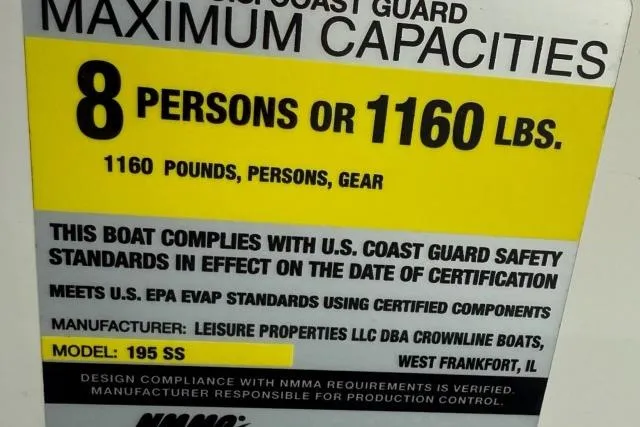 COAST GUARD
MAXIMUM CAPACITIES
8 PERSONS OR 1160 LBS.
1160 POUNDS, PERSONS, GEAR
THIS BOAT COMPLIES WITH U.S. COAST GUARD SAFETY
STANDARDS IN EFFECT ON THE DATE OF CERTIFICATION
MEETS U.S. EPA EVAP STANDARDS USING CERTIFIED COMPONENTS
MANUFACTURER: LEISURE PROPERTIES LLC DBA CROWNLINE BOATS,
WEST FRANKFORT, IL
MODEL: 195 SS
DESIGN COMPLIANCE WITH NMMA REQUIREMENTS IS VERIFIED.
MANUFACTURER RESPONSIBLE FOR PRODUCTION CONTROL.
NMMA